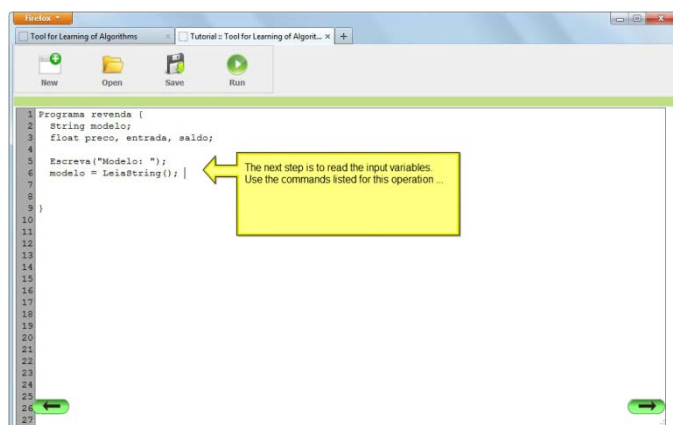 Firefox
Tool for Learning of Algorithms
Tutorial :: Tool for Learning of Algorit...
New Open Save Run
1 Programa revenda {
2 String modelo;
3 float preco, entrada, saldo;
4
5 Escreva("Modelo: ");
6 modelo = LeiaString();
7
8
9 }
10
11
12
13
14
15
16
17
18
19
20
21
22
23
24
25
26
27
The next step is to read the input variables.
Use the commands listed for this operation ...